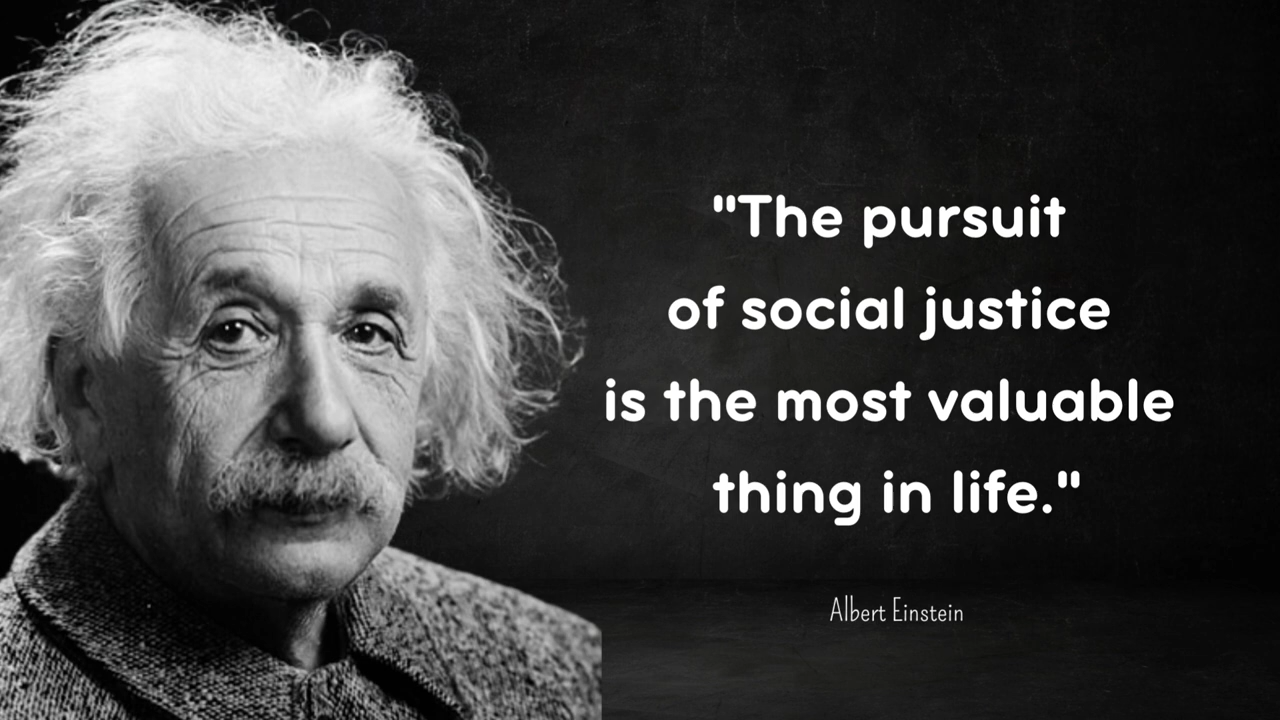 "The pursuit
of social justice
is the most valuable
thing in life."
Albert Einstein